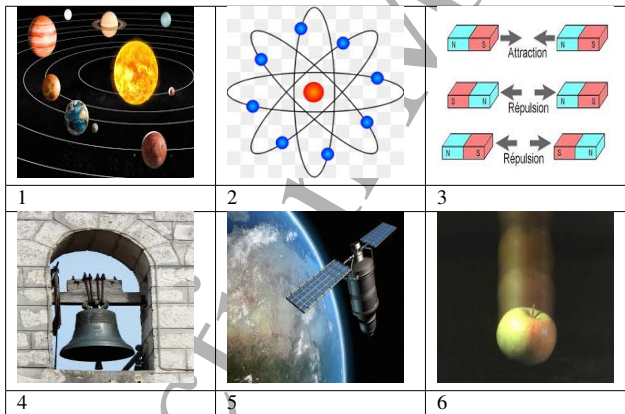 N S N S
Attraction
S N N S
Répulsion
N S S N
Répulsion
1 2 3
4 5 6